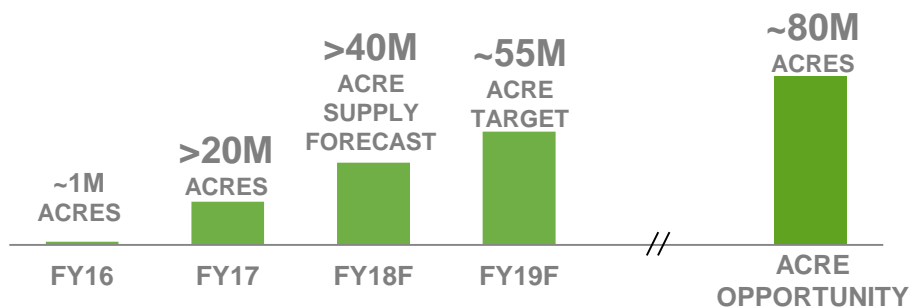 ~1M
ACRES
>20M
ACRES
>40M
ACRE
SUPPLY
FORECAST
~55M
ACRE
TARGET
~80M
ACRES
FY16
FY17
FY18F
FY19F
//
ACRE
OPPORTUNITY